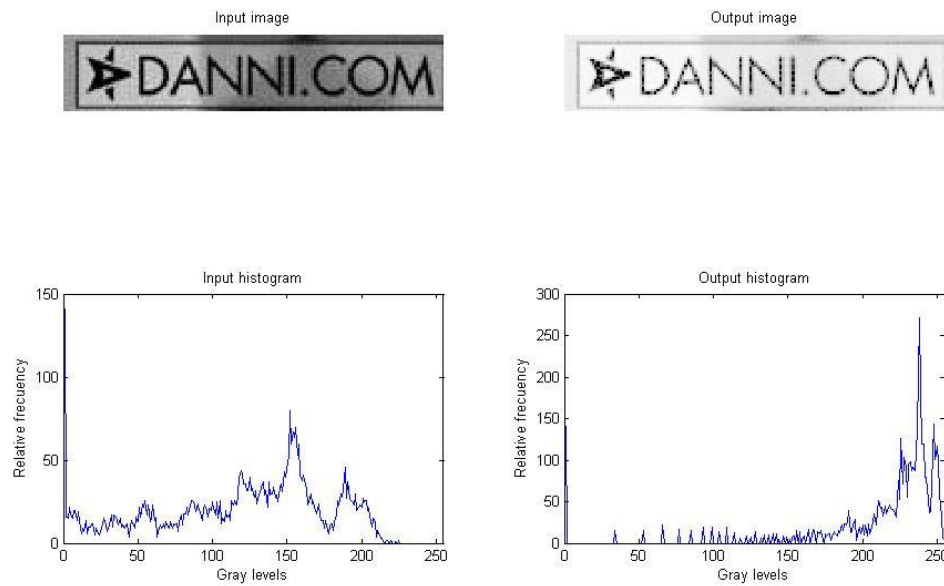 Input image
DANNI.COM
Output image
DANNI.COM
Input histogram
150
100
50
0
0 50 100 150 200 250
Relative frecuency
Gray levels
Output histogram
300
250
200
150
100
50
0
0 50 100 150 200 250
Relative frecuency
Gray levels